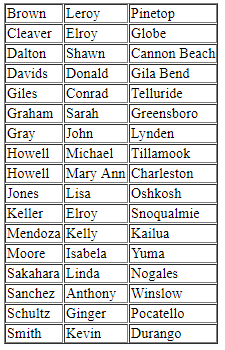 Brown Leroy Pinetop
Cleaver Elroy Globe
Dalton Shawn Cannon Beach
Davids Donald Gila Bend
Giles Conrad Telluride
Graham Sarah Greensboro
Gray John Lynden
Howell Michael Tillamook
Howell Mary Ann Charleston
Jones Lisa Oshkosh
Keller Elroy Snoqualmie
Mendoza Kelly Kailua
Moore Isabela Yuma
Sakahara Linda Nogales
Sanchez Anthony Winslow
Schultz Ginger Pocatello
Smith Kevin Durango